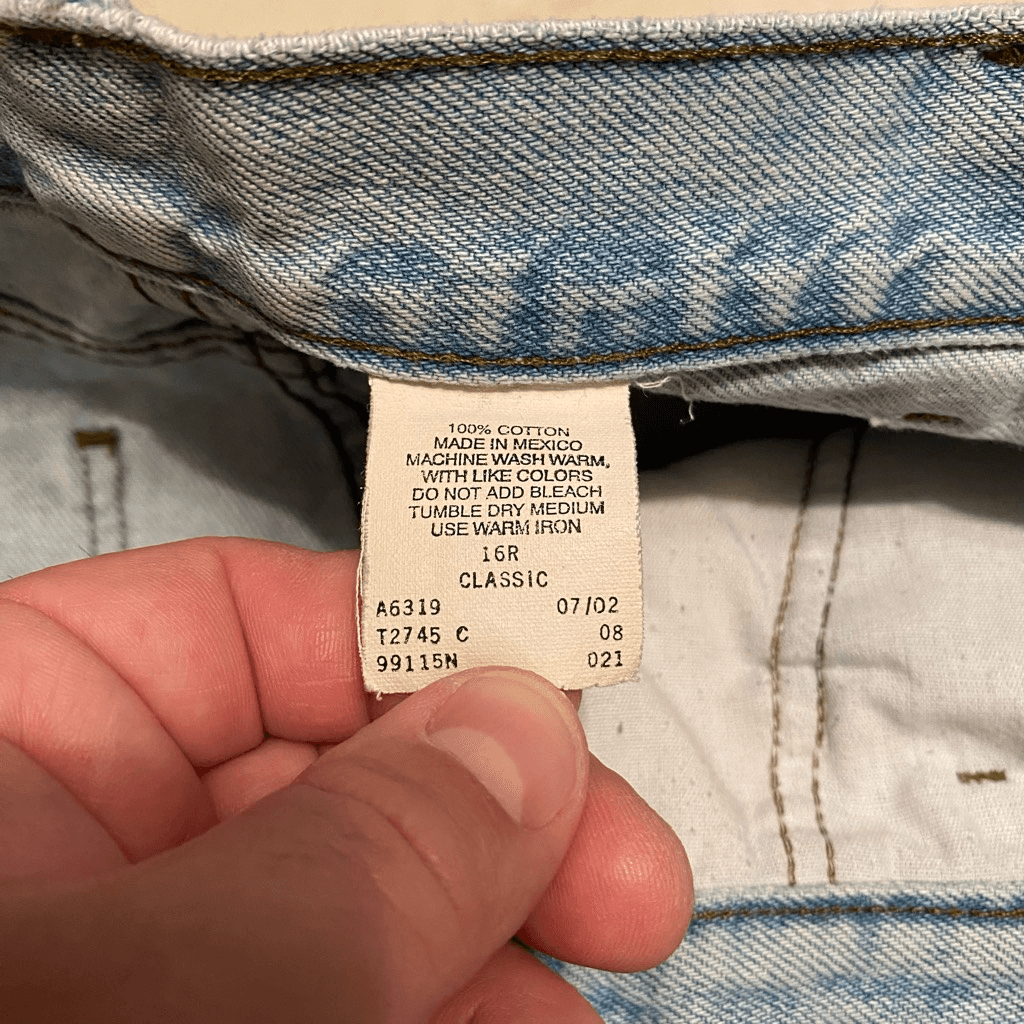 100% COTTON
MADE IN MEXICO
MACHINE WASH WARM,
WITH LIKE COLORS
DO NOT ADD BLEACH
TUMBLE DRY MEDIUM
USE WARM IRON
16R
CLASSIC
A6319 07/02
T2745 C 08
99115N 021